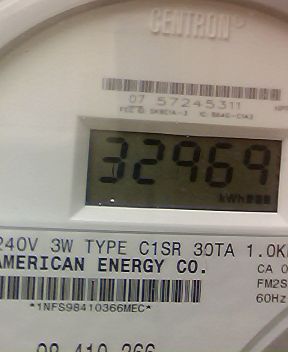 CENTRON
07 57245311
32969
kWh
240V 3W TYPE C1SR 30TA 1.0K
AMERICAN ENERGY CO.
CA 0
FM2S
60Hz
*1NFS98410366MEC*